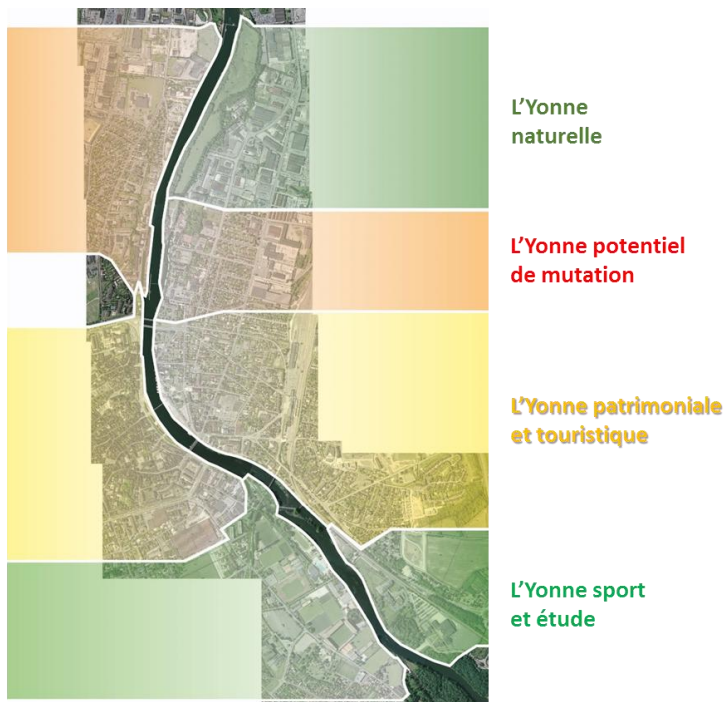 L'Yonne
naturelle
L'Yonne potentiel
de mutation
L'Yonne patrimoniale
et touristique
L'Yonne sport
et étude